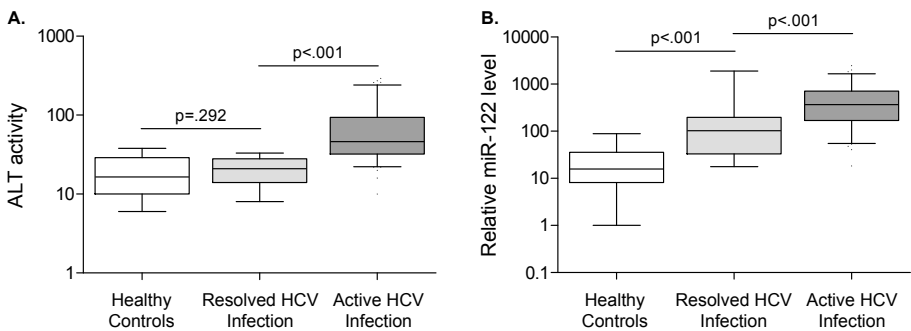 A.
ALT activity
1000
100
10
1
p=.292
p<.001
Healthy
Controls
Resolved HCV
Infection
Active HCV
Infection
B.
Relative miR-122 level
10000
1000
100
10
1
0.1
p<.001
p<.001
Healthy
Controls
Resolved HCV
Infection
Active HCV
Infection